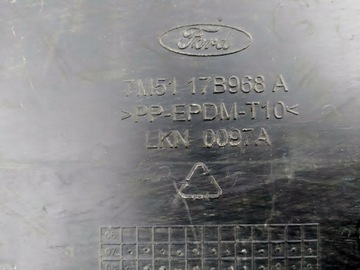 Ford
7M51 17B968 A
>PP-EPDM-T10<
LKN 0097A